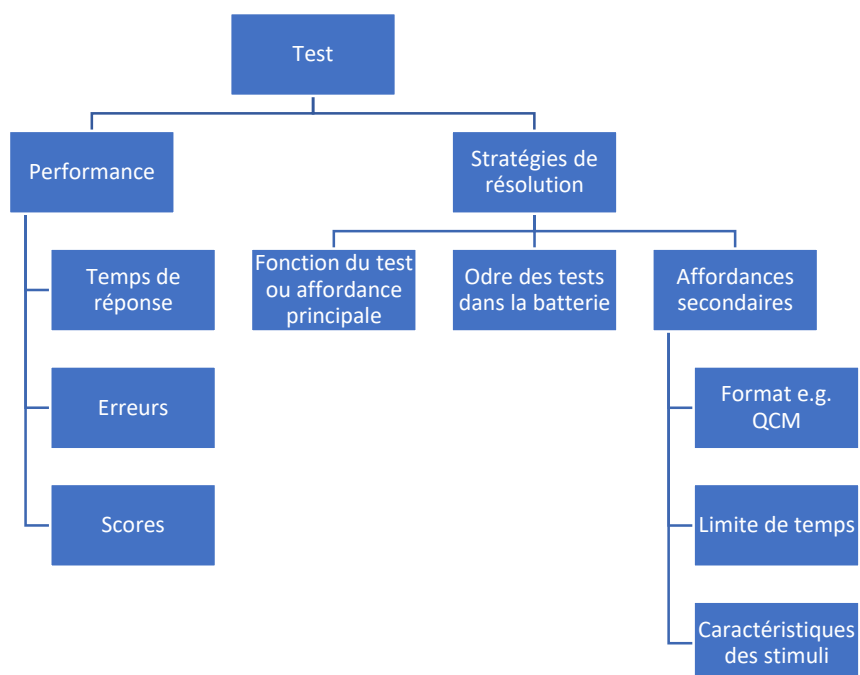 Test
Performance
Stratégies de
résolution
Temps de
réponse
Fonction du test
ou affordance
principale
Odre des tests
dans la batterie
Affordances
secondaires
Erreurs
Format e.g.
QCM
Scores
Limite de temps
Caractéristiques
des stimuli